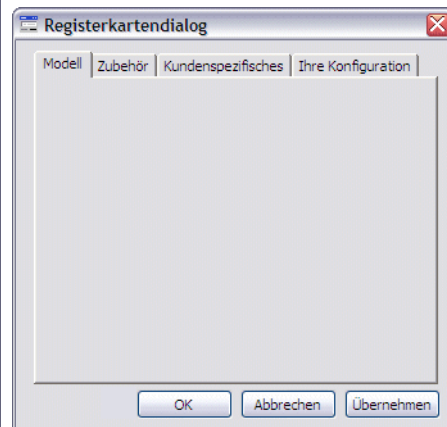 Registerkartendialog
Modell Zubehör Kundenspezifisches Ihre Konfiguration
OK Abbrechen Übernehmen